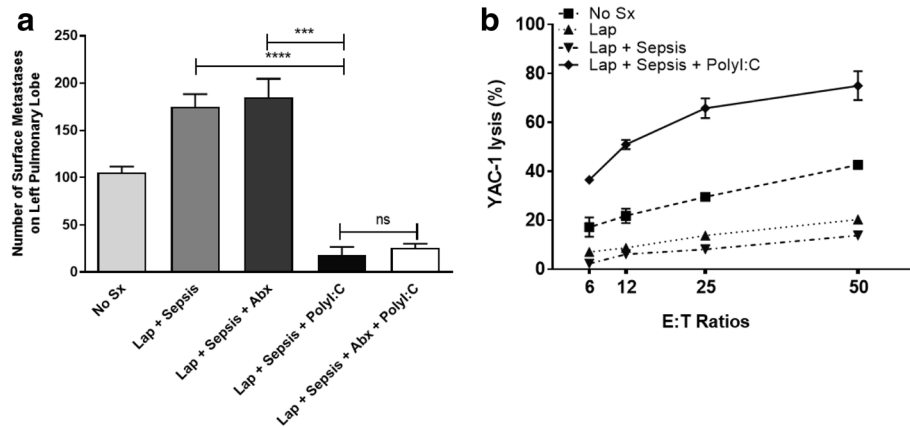 a
Number of Surface Metastases
on Left Pulmonary Lobe
250
200
150
100
50
0
***
****
ns
No Sx
Lap + Sepsis
Lap + Sepsis + Abx
Lap + Sepsis + PolyI:C
Lap + Sepsis + Abx + PolyI:C
b
No Sx
Lap
Lap + Sepsis
Lap + Sepsis + PolyI:C
YAC-1 lysis (%)
100
80
60
40
20
0
6 12 25 50
E:T Ratios